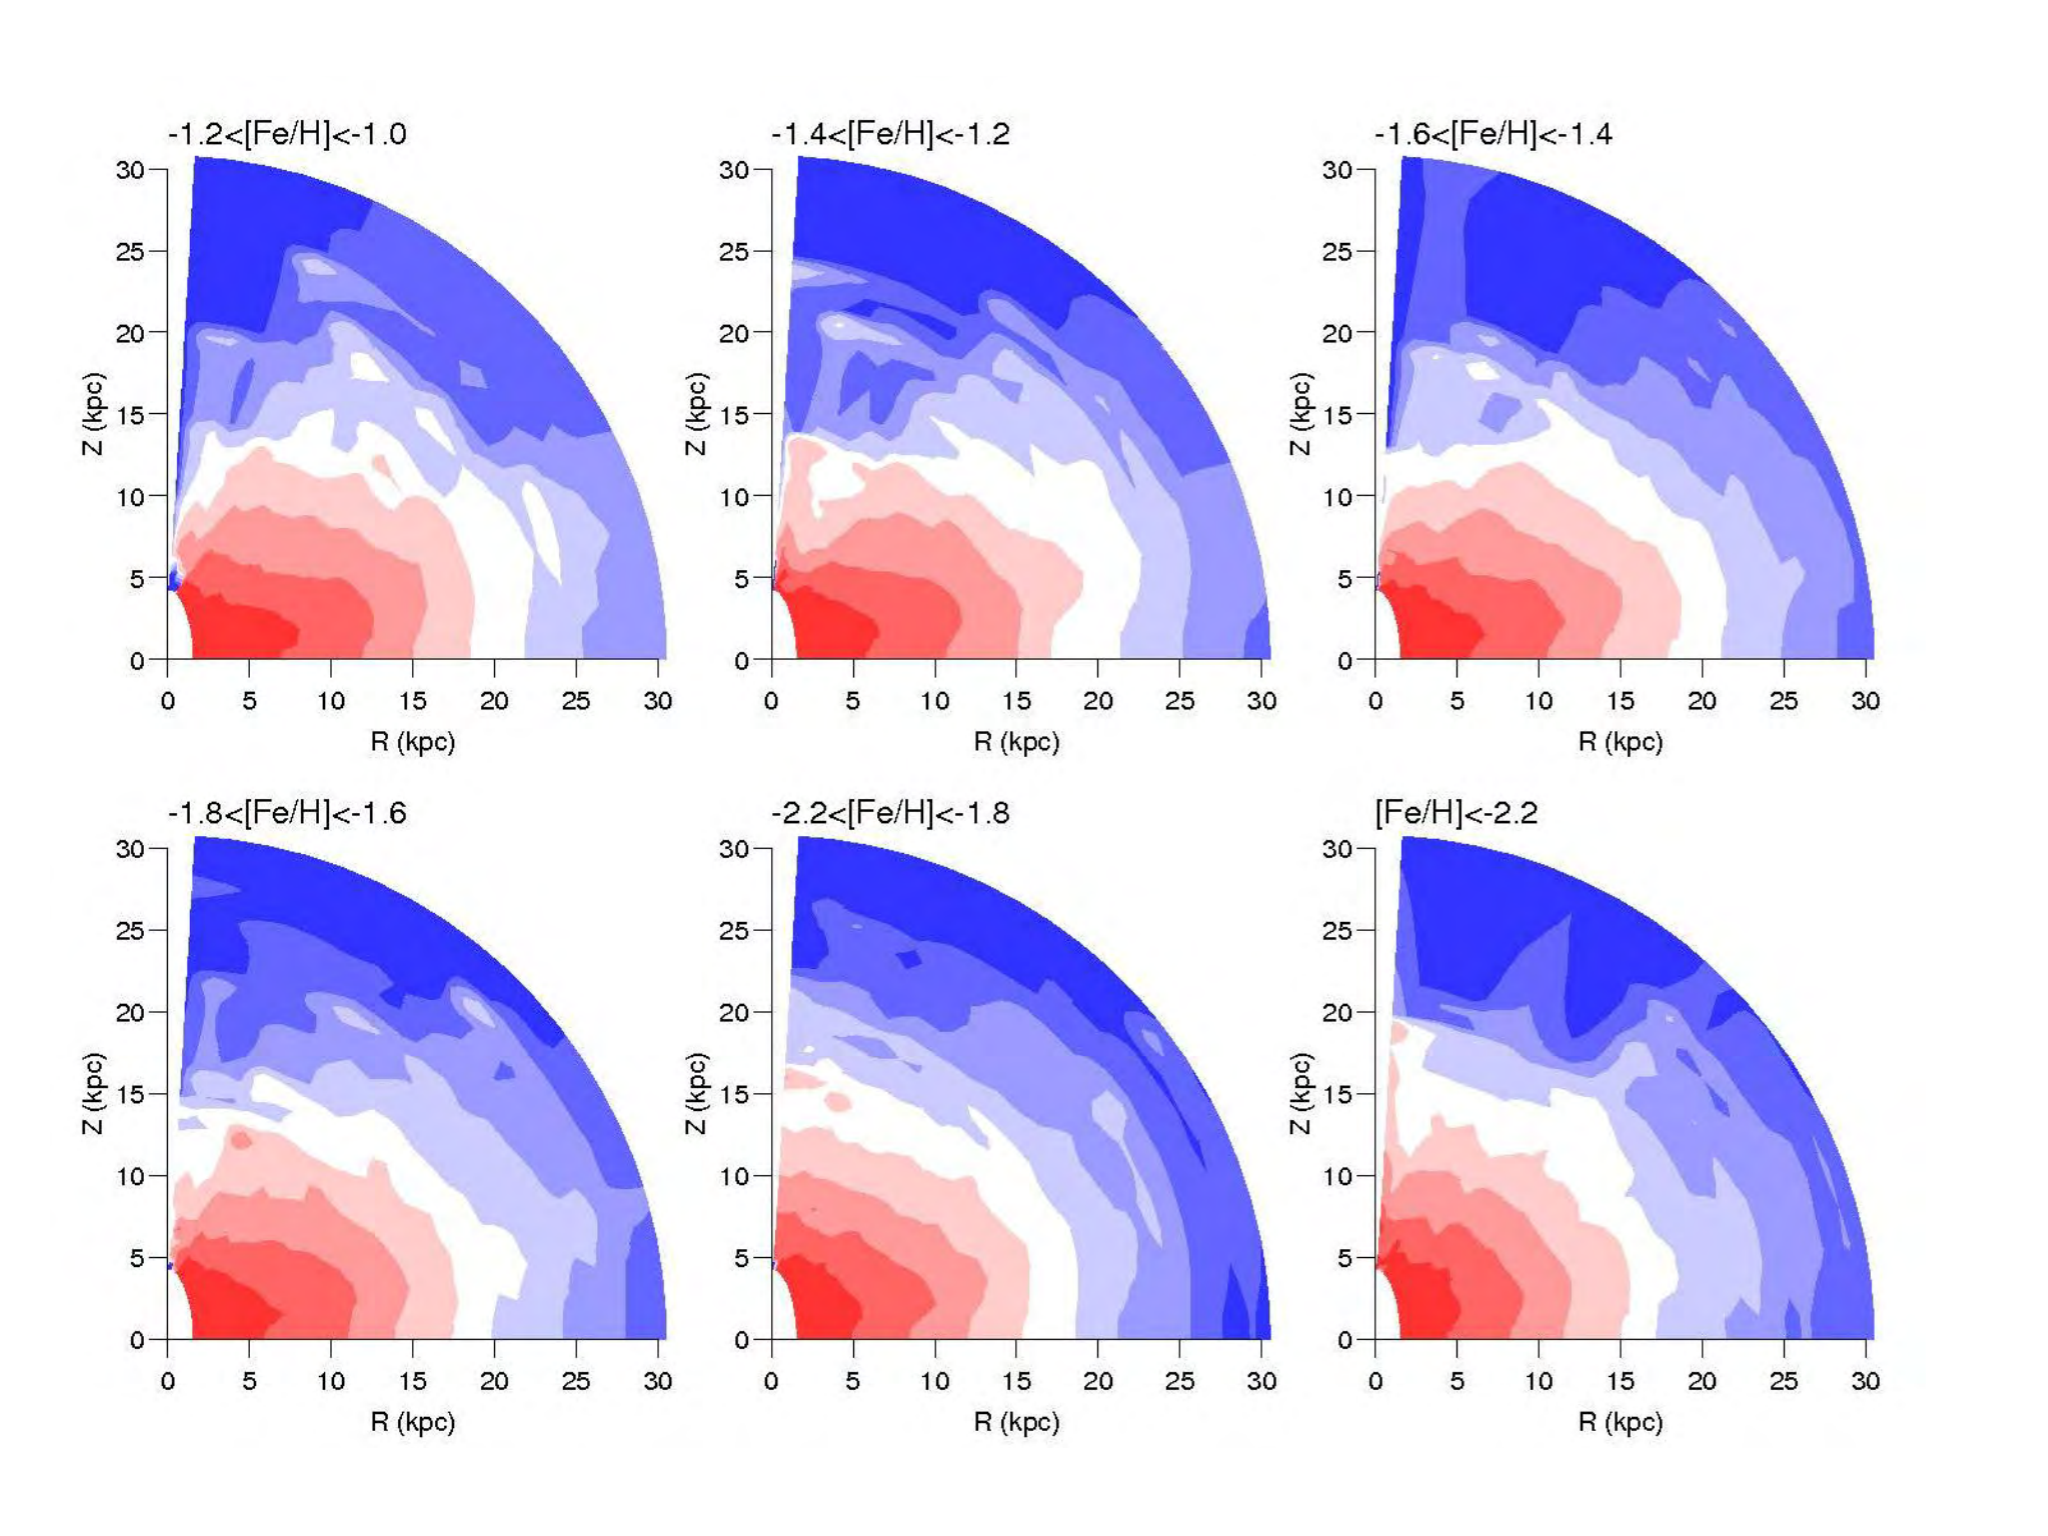 -1.2<[Fe/H]<-1.0
30
25
20
15
10
5
0
Z (kpc)
0 5 10 15 20 25 30
R (kpc)
-1.4<[Fe/H]<-1.2
30
25
20
15
10
5
0
Z (kpc)
0 5 10 15 20 25 30
R (kpc)
-1.6<[Fe/H]<-1.4
30
25
20
15
10
5
0
Z (kpc)
0 5 10 15 20 25 30
R (kpc)
-1.8<[Fe/H]<-1.6
30
25
20
15
10
5
0
Z (kpc)
0 5 10 15 20 25 30
R (kpc)
-2.2<[Fe/H]<-1.8
30
25
20
15
10
5
0
Z (kpc)
0 5 10 15 20 25 30
R (kpc)
[Fe/H]<-2.2
30
25
20
15
10
5
0
Z (kpc)
0 5 10 15 20 25 30
R (kpc)